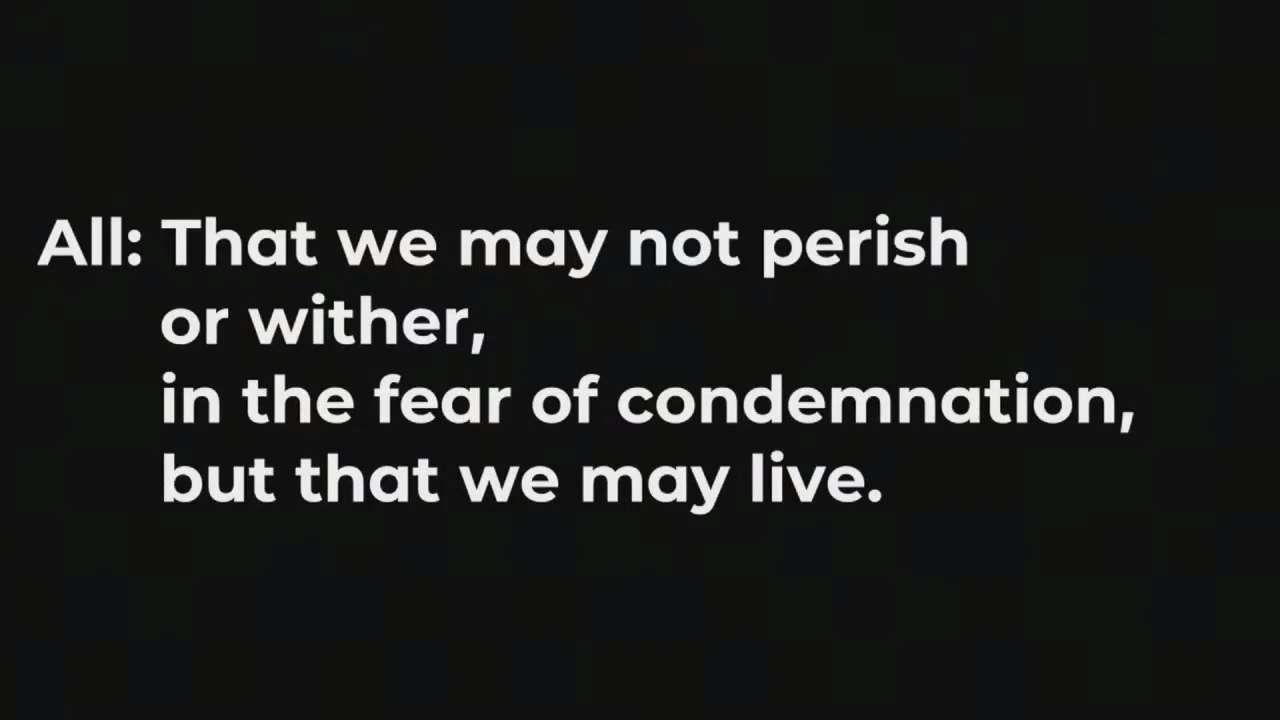 All: That we may not perish
or wither,
in the fear of condemnation,
but that we may live.